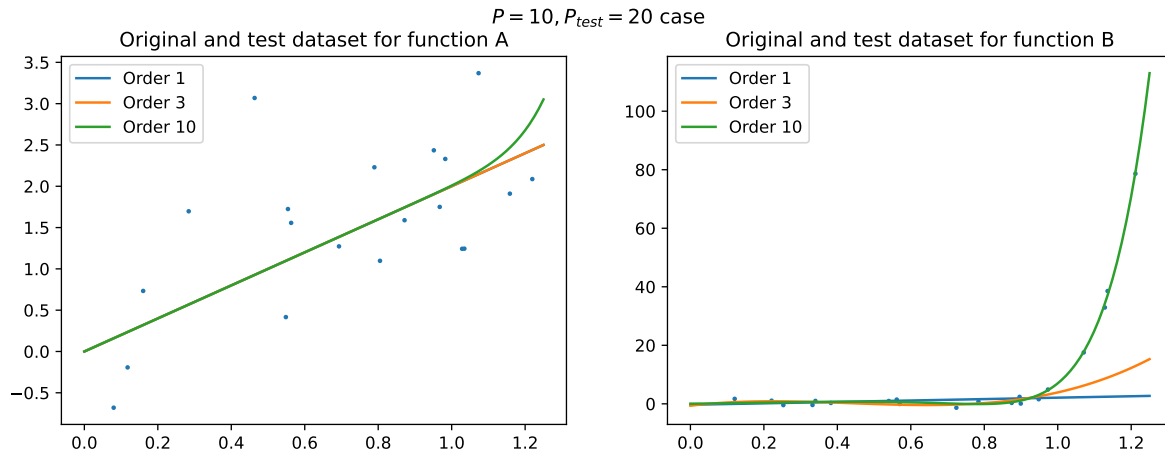 P = 10, P_test = 20 case
Original and test dataset for function A
3.5
3.0
2.5
2.0
1.5
1.0
0.5
0.0
−0.5
Order 1
Order 3
Order 10
0.0 0.2 0.4 0.6 0.8 1.0 1.2
Original and test dataset for function B
100
80
60
40
20
0
Order 1
Order 3
Order 10
0.0 0.2 0.4 0.6 0.8 1.0 1.2